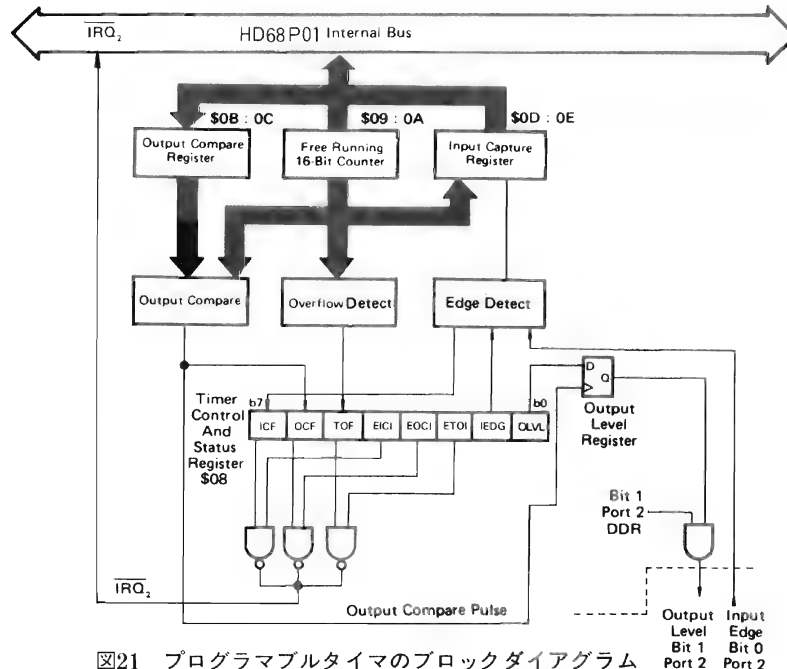 IRQ₂
HD68P01 Internal Bus
$0B : 0C
$09 : 0A
$0D : 0E
Output Compare
Register
Free Running
16-Bit Counter
Input Capture
Register
Output Compare
Overflow Detect
Edge Detect
Timer
Control
And
Status
Register
$08
b7
b0
ICF
OCF
TOF
EICI
EOCI
ETOI
IEDG
OLVL
D
Q
Output
Level
Register
Bit 1
Port 2
DDR
IRQ₂
Output Compare Pulse
Output
Level
Bit 1
Port 2
Input
Edge
Bit 0
Port 2
図21 プログラマブルタイマのブロックダイアグラム